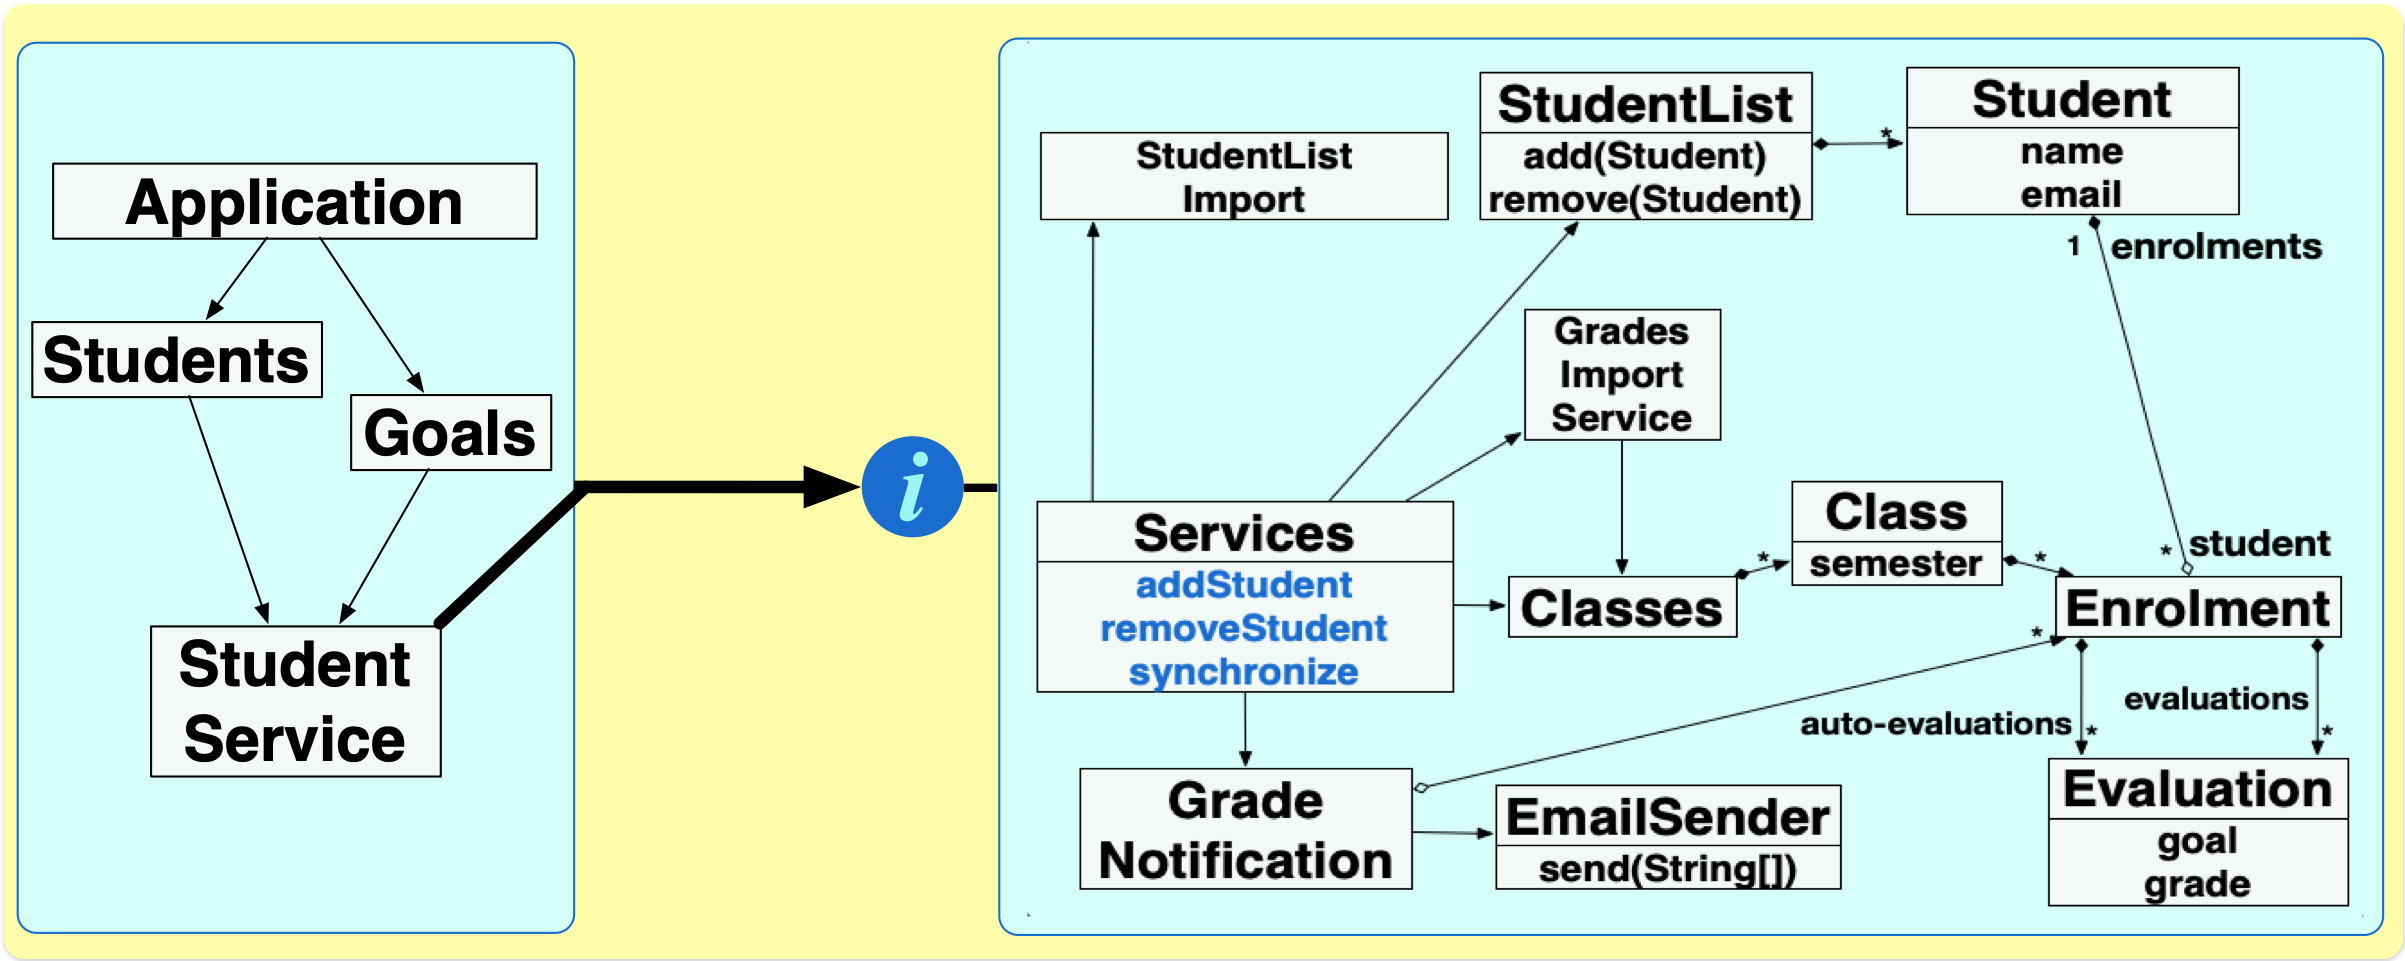 Application
Students
Goals
Student
Service
i
StudentList
Import
StudentList
add(Student)
remove(Student)
*
Student
name
email
1 enrolments
Grades
Import
Service
Services
addStudent
removeStudent
synchronize
Classes
*
Class
semester
*
* student
Enrolment
*
auto-evaluations
*
evaluations
*
Grade
Notification
EmailSender
send(String[])
Evaluation
goal
grade